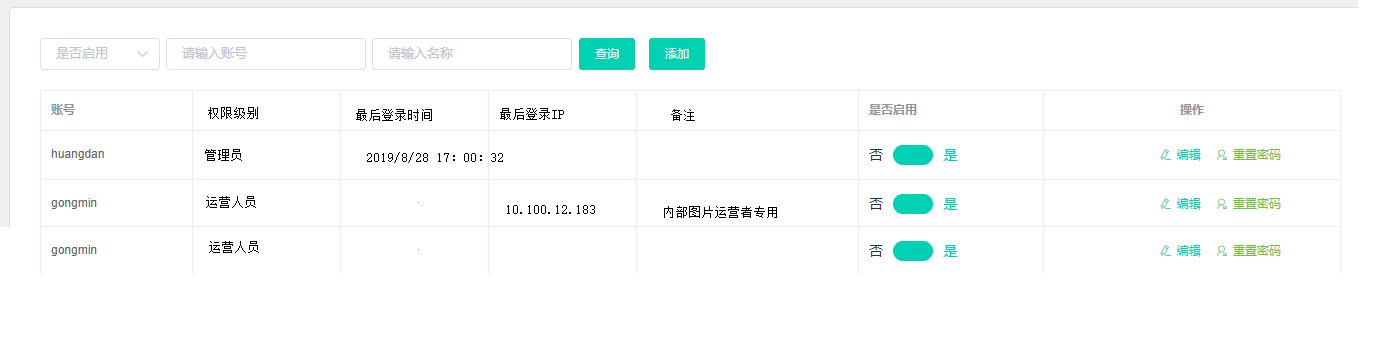 是否启用 请输入账号 请输入名称 查询 添加
账号 权限级别 最后登录时间 最后登录IP 备注 是否启用 操作
huangdan 管理员 2019/8/28 17：00：32 否 是 编辑 重置密码
gongmin 运营人员 10.100.12.183 内部图片运营者专用 否 是 编辑 重置密码
gongmin 运营人员 否 是 编辑 重置密码